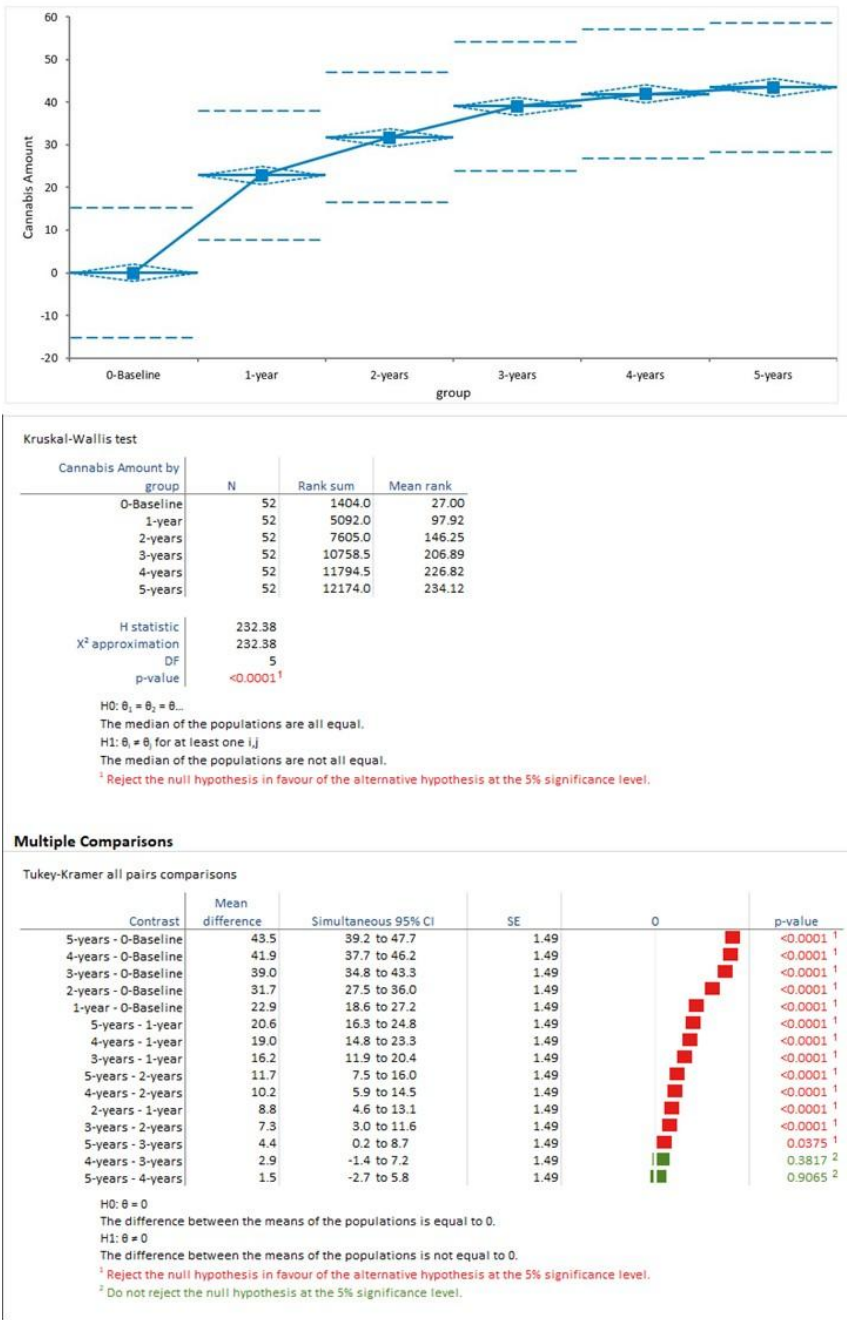 60
50
40
30
20
10
0
-10
-20
Cannabis Amount
0-Baseline 1-year 2-years 3-years 4-years 5-years
group
Kruskal-Wallis test
Cannabis Amount by
group N Rank sum Mean rank
0-Baseline 52 1404.0 27.00
1-year 52 5092.0 97.92
2-years 52 7605.0 146.25
3-years 52 10758.5 206.89
4-years 52 11794.5 226.82
5-years 52 12174.0 234.12
H statistic 232.38
X² approximation 232.38
DF 5
p-value <0.0001 ¹
H0: θ₁ = θ₂ = θ...
The median of the populations are all equal.
H1: θᵢ ≠ θⱼ for at least one i,j
The median of the populations are not all equal.
¹ Reject the null hypothesis in favour of the alternative hypothesis at the 5% significance level.
Multiple Comparisons
Tukey-Kramer all pairs comparisons
Mean
Contrast difference Simultaneous 95% CI SE 0 p-value
5-years - 0-Baseline 43.5 39.2 to 47.7 1.49 <0.0001 ¹
4-years - 0-Baseline 41.9 37.7 to 46.2 1.49 <0.0001 ¹
3-years - 0-Baseline 39.0 34.8 to 43.3 1.49 <0.0001 ¹
2-years - 0-Baseline 31.7 27.5 to 36.0 1.49 <0.0001 ¹
1-year - 0-Baseline 22.9 18.6 to 27.2 1.49 <0.0001 ¹
5-years - 1-year 20.6 16.3 to 24.8 1.49 <0.0001 ¹
4-years - 1-year 19.0 14.8 to 23.3 1.49 <0.0001 ¹
3-years - 1-year 16.2 11.9 to 20.4 1.49 <0.0001 ¹
5-years - 2-years 11.7 7.5 to 16.0 1.49 <0.0001 ¹
4-years - 2-years 10.2 5.9 to 14.5 1.49 <0.0001 ¹
2-years - 1-year 8.8 4.6 to 13.1 1.49 <0.0001 ¹
3-years - 2-years 7.3 3.0 to 11.6 1.49 <0.0001 ¹
5-years - 3-years 4.4 0.2 to 8.7 1.49 0.0375 ¹
4-years - 3-years 2.9 -1.4 to 7.2 1.49 0.3817 ²
5-years - 4-years 1.5 -2.7 to 5.8 1.49 0.9065 ²
H0: θ = 0
The difference between the means of the populations is equal to 0.
H1: θ ≠ 0
The difference between the means of the populations is not equal to 0.
¹ Reject the null hypothesis in favour of the alternative hypothesis at the 5% significance level.
² Do not reject the null hypothesis at the 5% significance level.